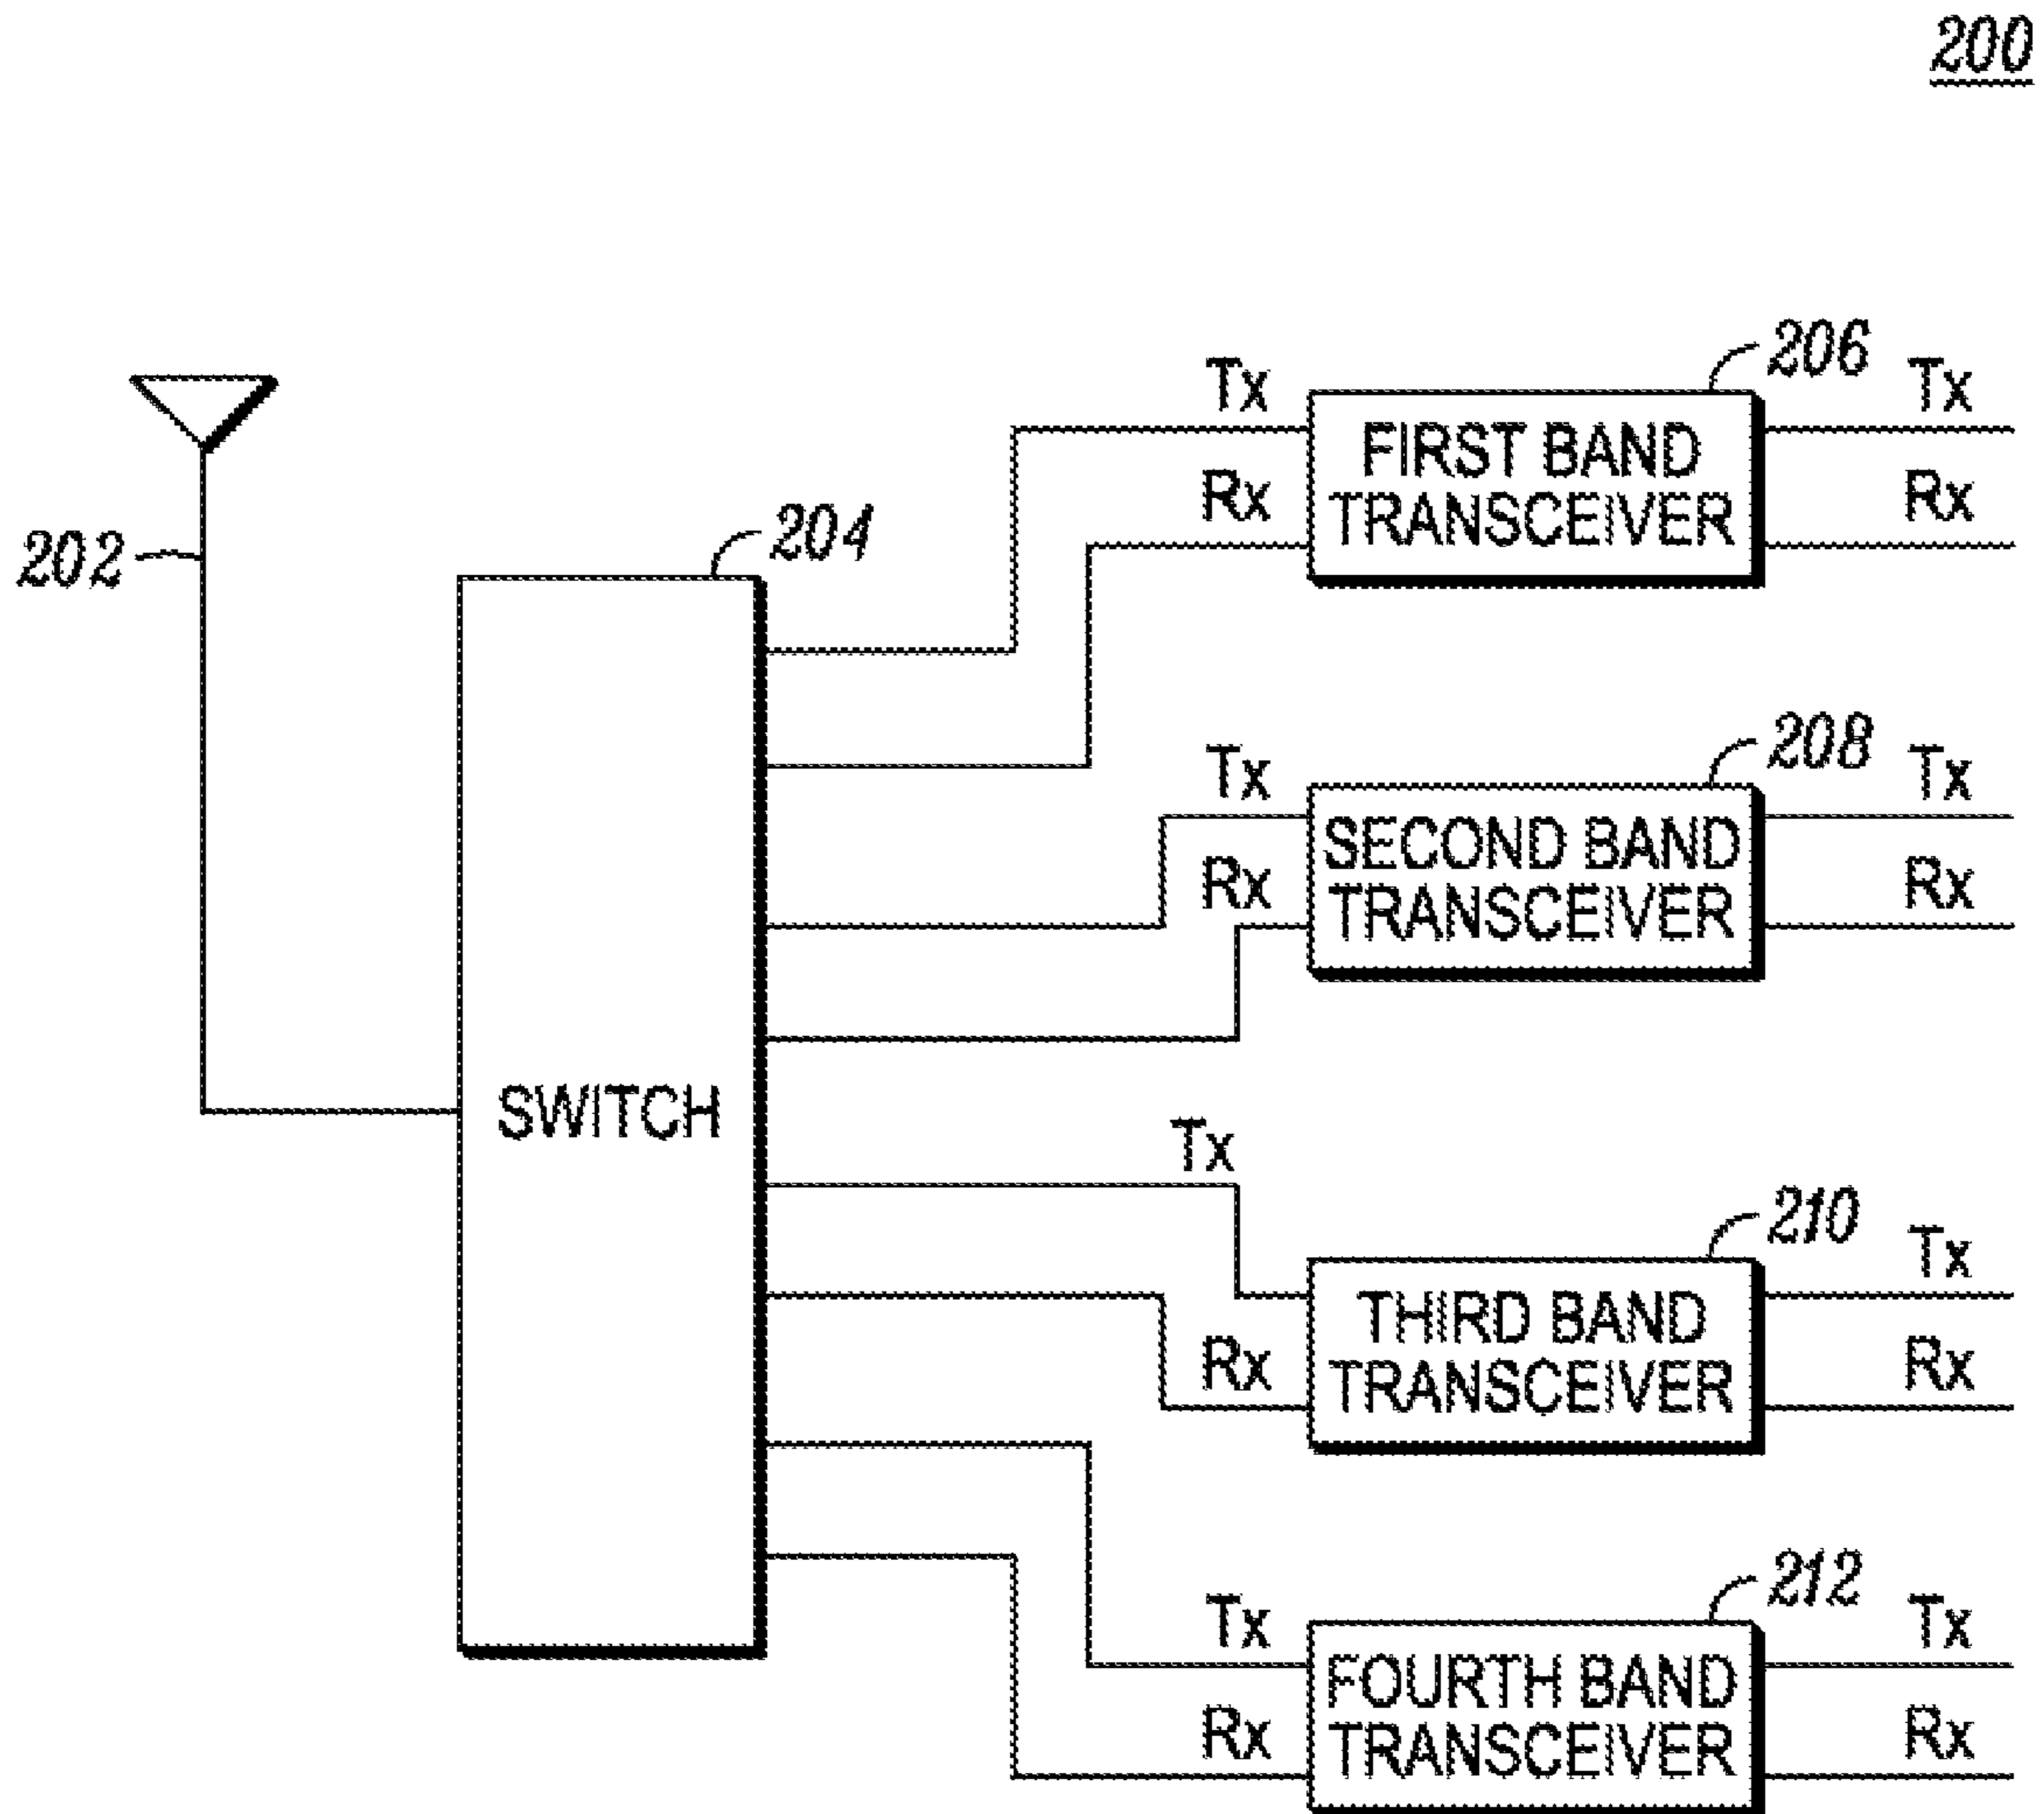 200
202
204
SWITCH
Tx
Rx
206
FIRST BAND
TRANSCEIVER
Tx
Rx
Tx
Rx
208
SECOND BAND
TRANSCEIVER
Tx
Rx
Tx
Rx
210
THIRD BAND
TRANSCEIVER
Tx
Rx
Tx
Rx
212
FOURTH BAND
TRANSCEIVER
Tx
Rx